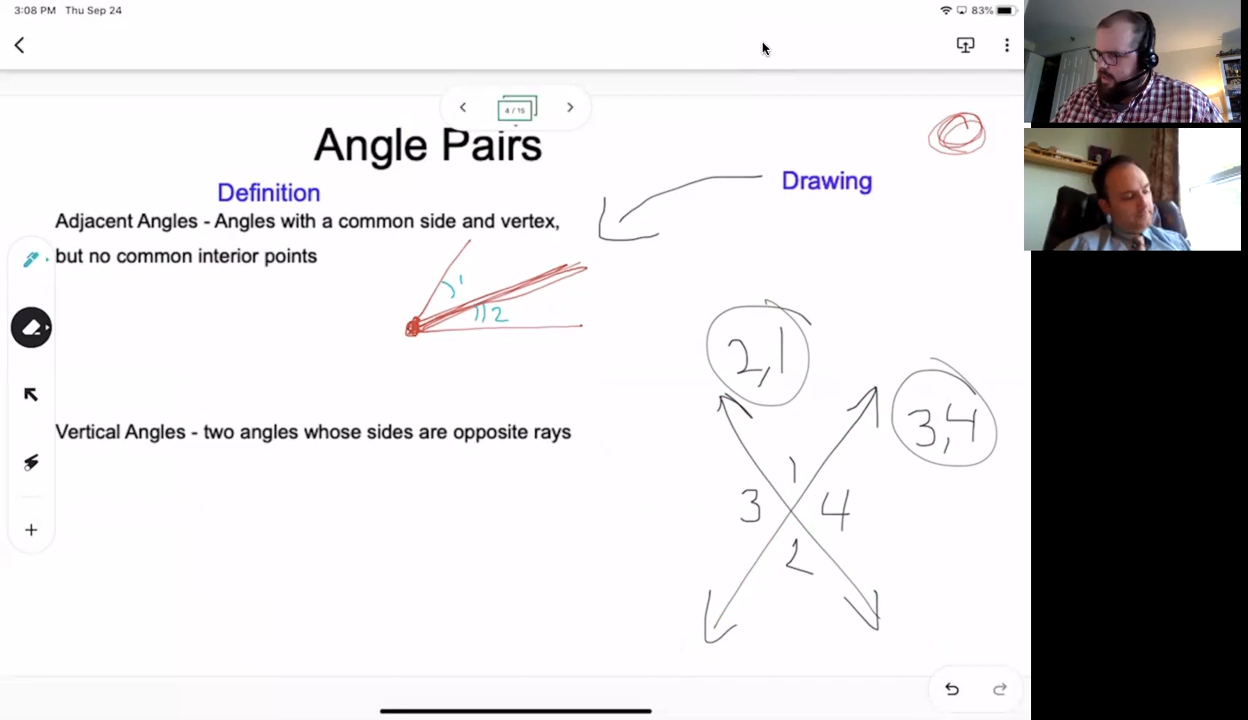 3:08 PM Thu Sep 24
83%
4 / 15
Angle Pairs
Definition
Drawing
Adjacent Angles - Angles with a common side and vertex,
but no common interior points
1
2
2,1
3,4
Vertical Angles - two angles whose sides are opposite rays
1
3
4
2